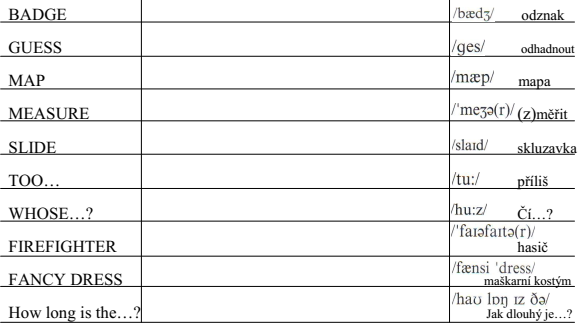 BADGE /bædʒ/ odznak
GUESS /ges/ odhadnout
MAP /mæp/ mapa
MEASURE /ˈmeʒə(r)/ (z)měřit
SLIDE /slaɪd/ skluzavka
TOO… /tuː/ příliš
WHOSE…? /huːz/ Čí…?
FIREFIGHTER /ˈfaɪəfaɪtə(r)/ hasič
FANCY DRESS /fænsi ˈdress/ maškarní kostým
How long is the…? /haʊ lɒŋ ɪz ðə/ Jak dlouhý je…?